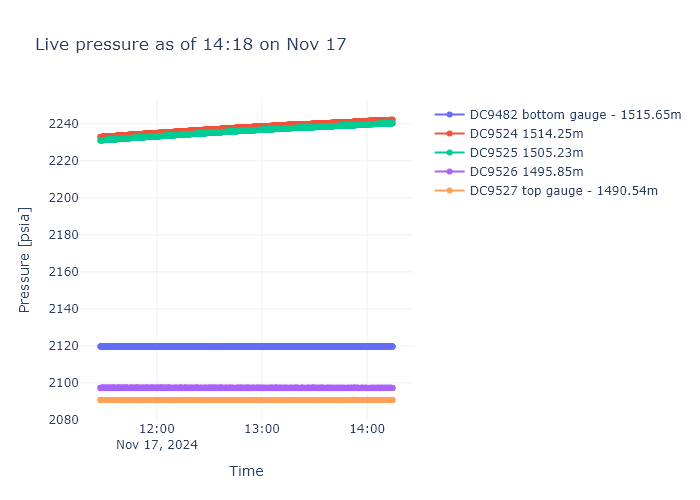 Live pressure as of 14:18 on Nov 17
DC9482 bottom gauge - 1515.65m
DC9524 1514.25m
DC9525 1505.23m
DC9526 1495.85m
DC9527 top gauge - 1490.54m
Pressure [psia]
2240
2220
2200
2180
2160
2140
2120
2100
2080
12:00
Nov 17, 2024
13:00
14:00
Time